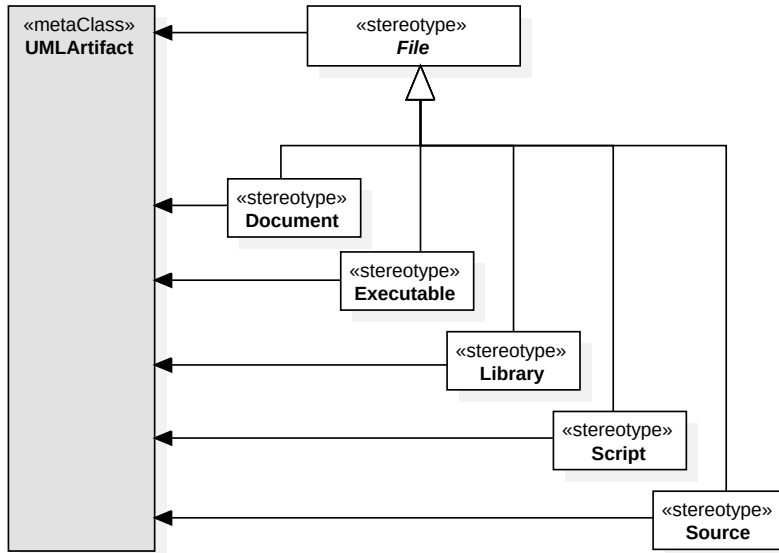 «metaClass»
UMLArtifact
«stereotype»
File
«stereotype»
Document
«stereotype»
Executable
«stereotype»
Library
«stereotype»
Script
«stereotype»
Source